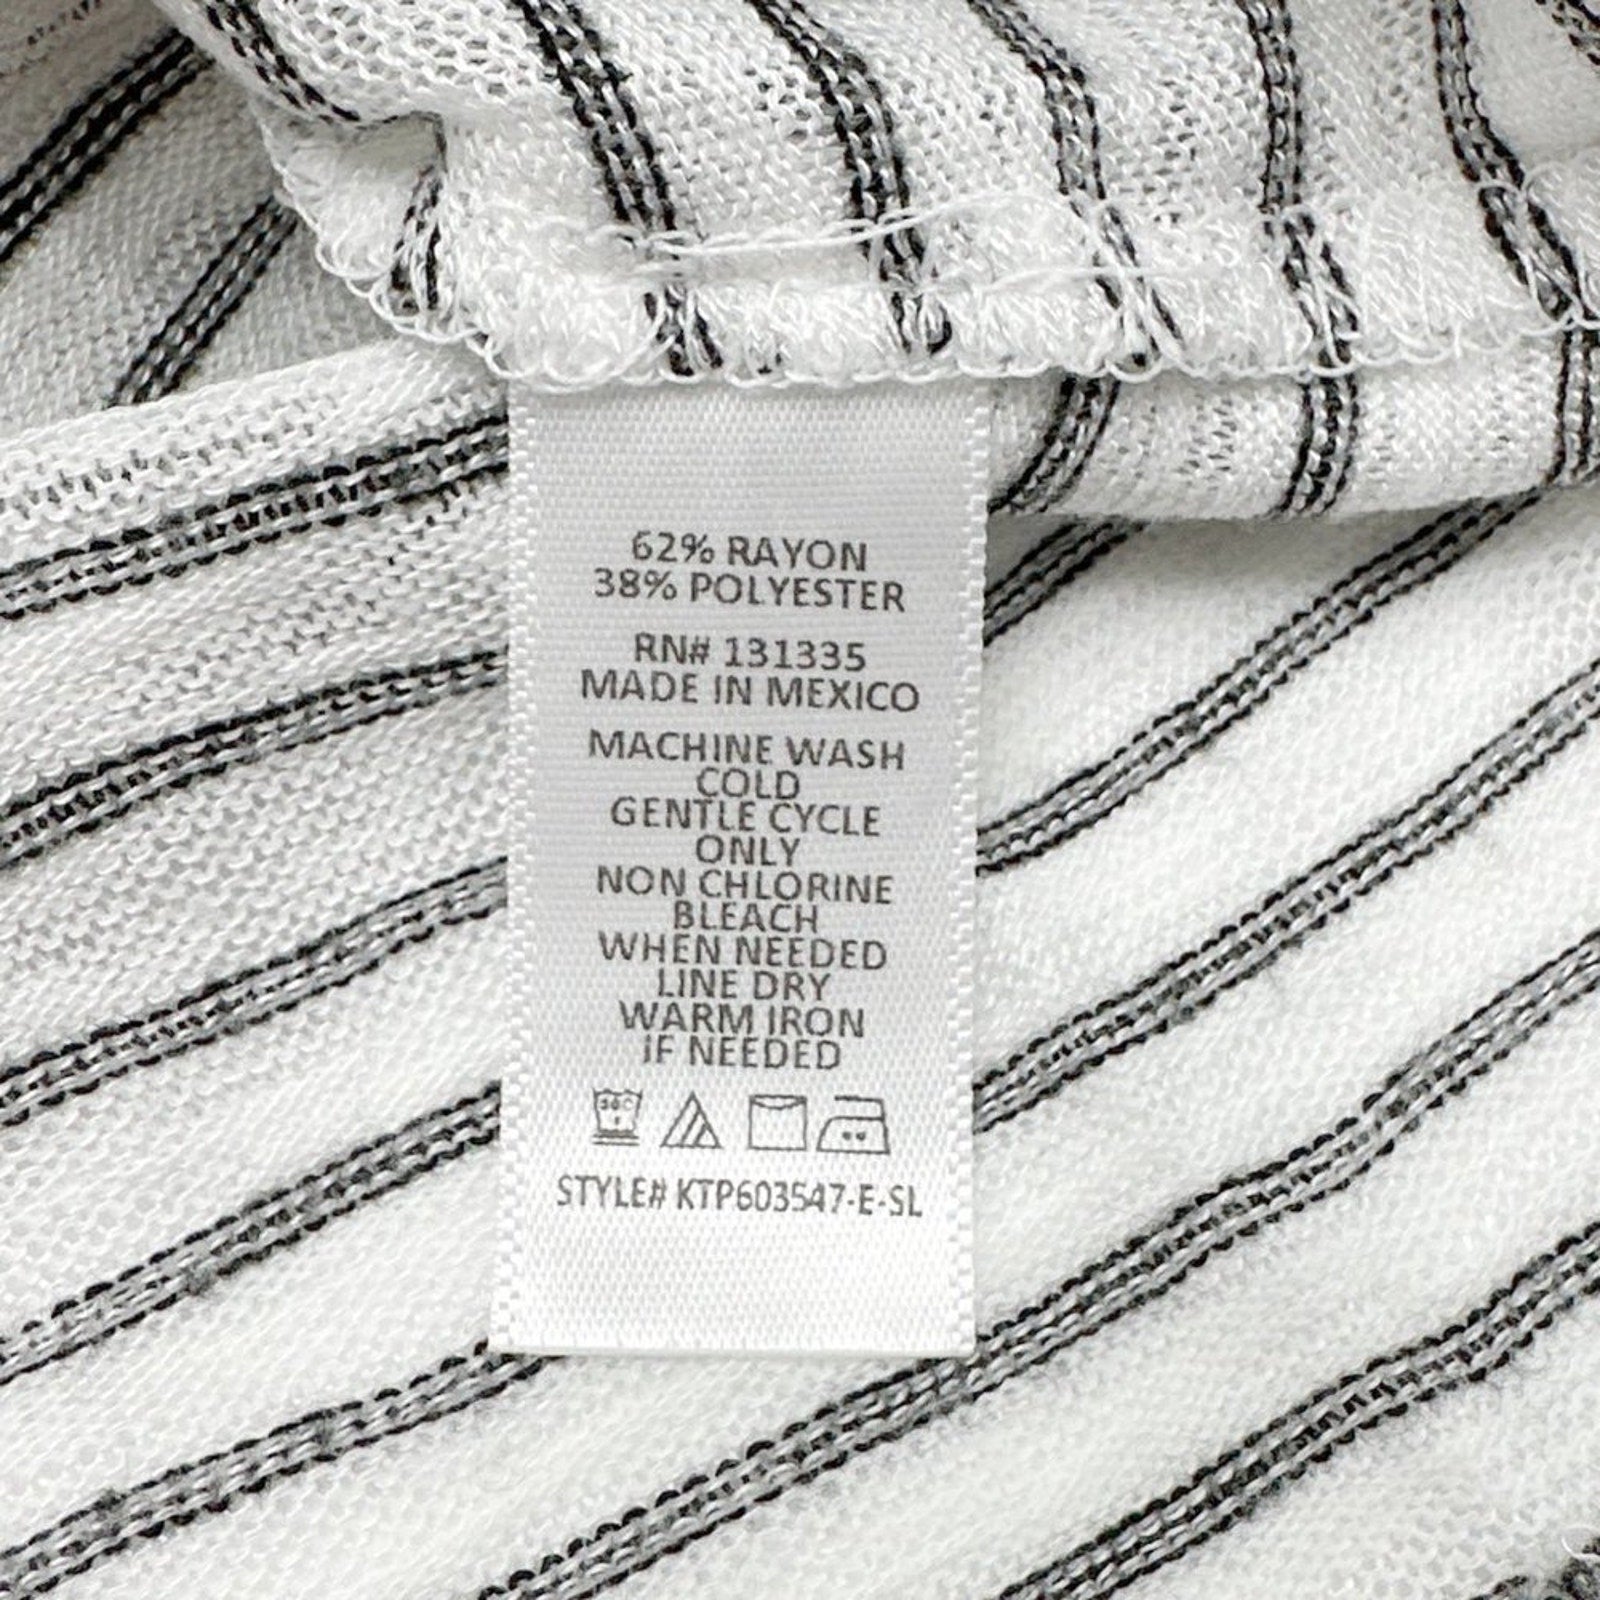 62% RAYON
38% POLYESTER
RN# 131335
MADE IN MEXICO
MACHINE WASH
COLD
GENTLE CYCLE
ONLY
NON CHLORINE
BLEACH
WHEN NEEDED
LINE DRY
WARM IRON
IF NEEDED
STYLE# KTP603547-E-SL